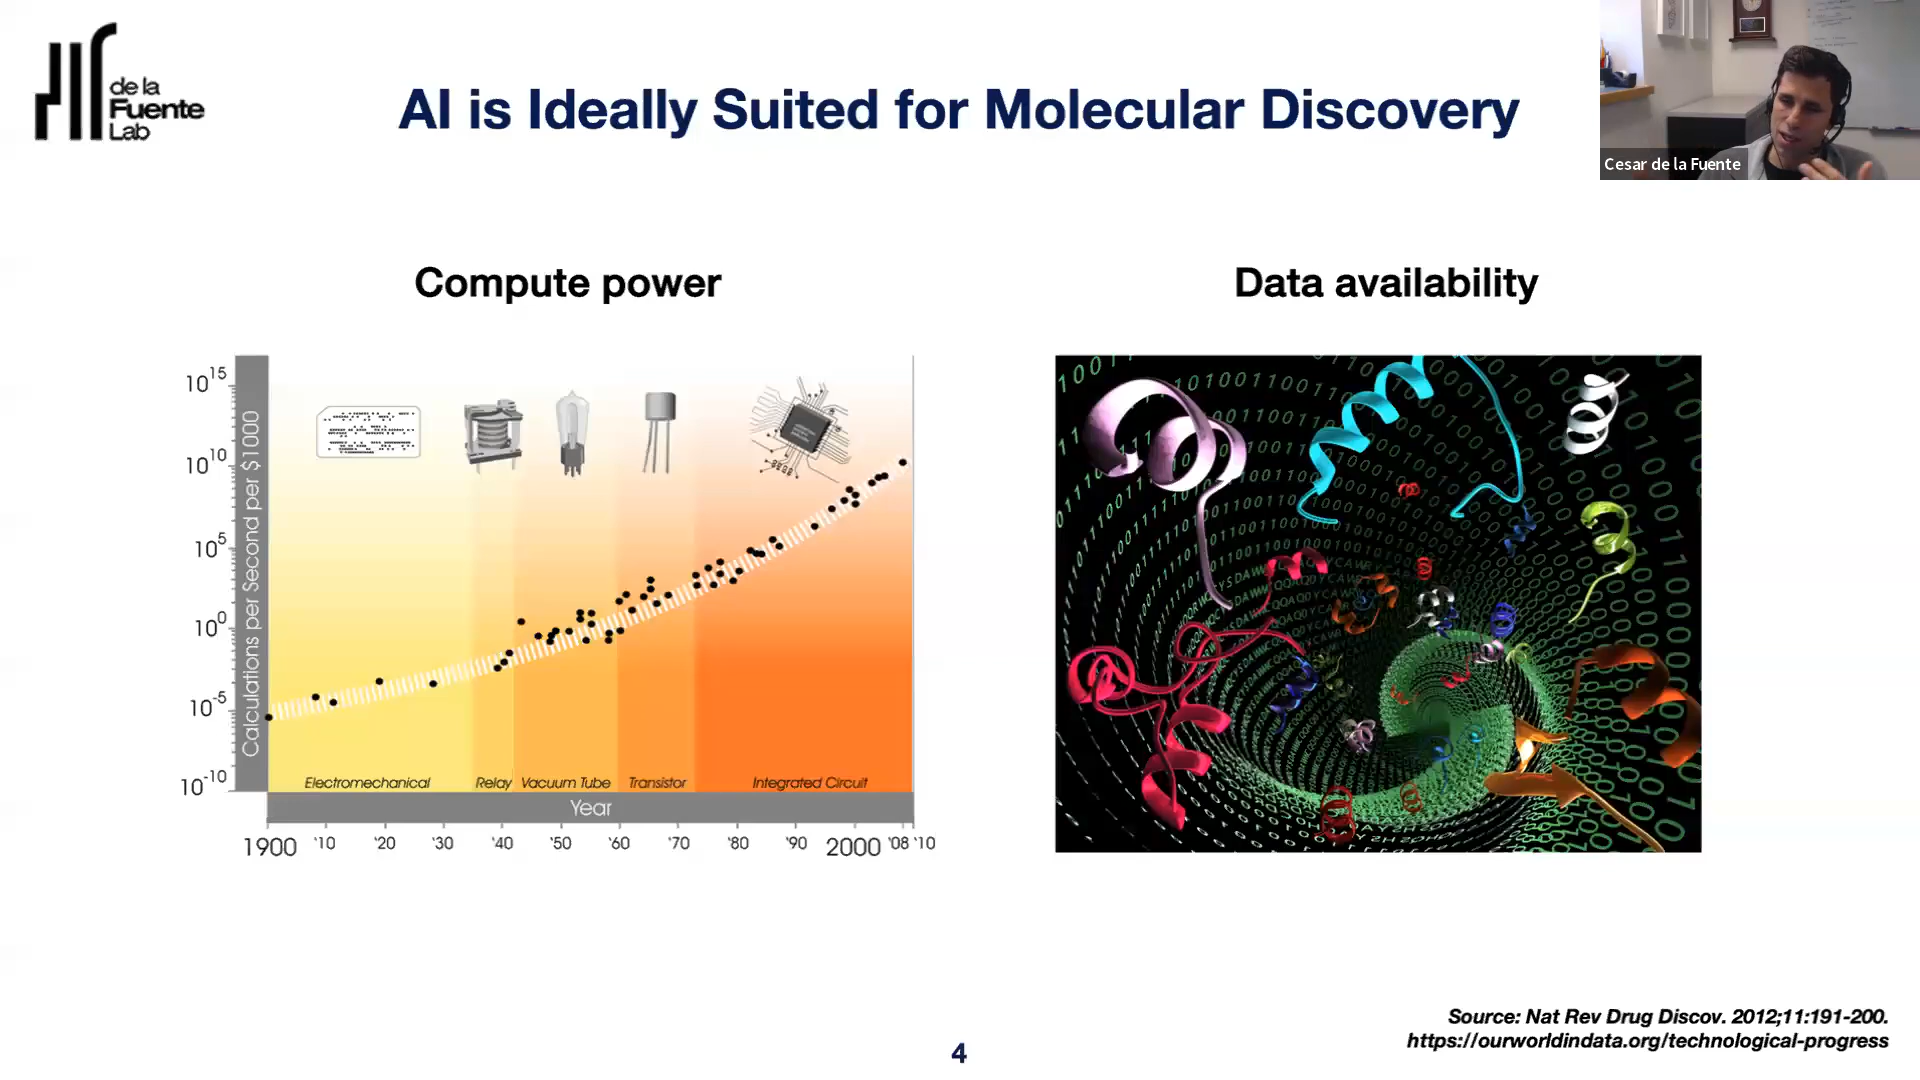 de la
Fuente
Lab
AI is Ideally Suited for Molecular Discovery
Cesar de la Fuente
Compute power
Data availability
Calculations per Second per $1000
10^15
10^10
10^5
10^0
10^-5
10^-10
Electromechanical
Relay
Vacuum Tube
Transistor
Integrated Circuit
Year
1900 '10 '20 '30 '40 '50 '60 '70 '80 '90 2000 '08 '10
Source: Nat Rev Drug Discov. 2012;11:191-200.
https://ourworldindata.org/technological-progress
4